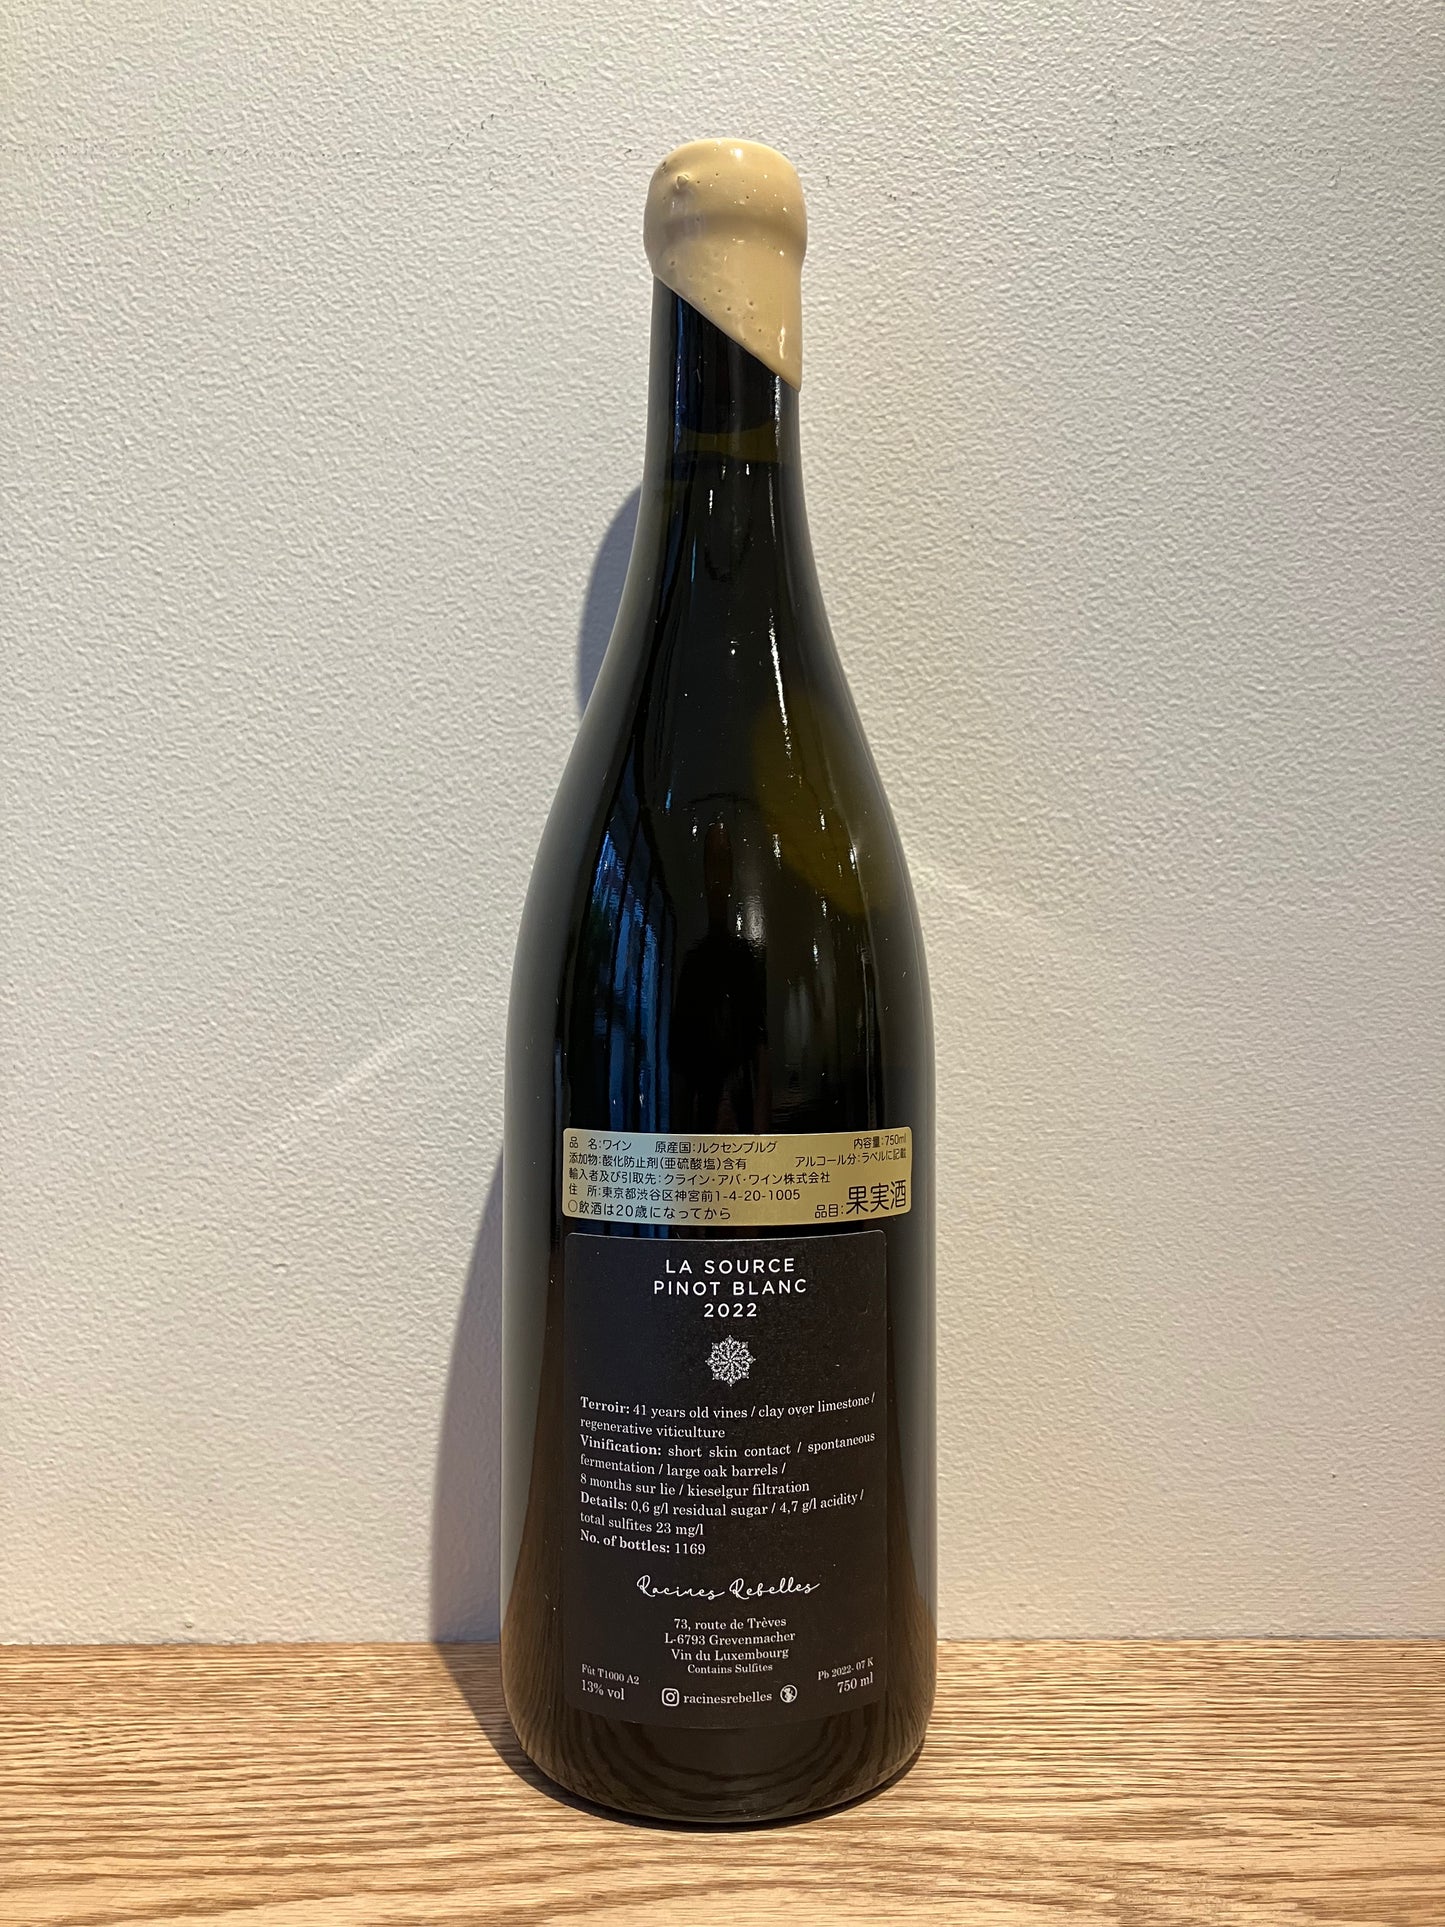 品 名:ワイン 原産国:ルクセンブルグ 内容量:750ml
添加物:酸化防止剤(亜硫酸塩)含有 アルコール分:ラベルに記載
輸入者及び引取先:クライン・アバ・ワイン株式会社
住 所:東京都渋谷区神宮前1-4-20-1005
○飲酒は20歳になってから 品目:果実酒
LA SOURCE
PINOT BLANC
2022
Terroir: 41 years old vines / clay over limestone /
regenerative viticulture
Vinification: short skin contact / spontaneous
fermentation / large oak barrels /
8 months sur lie / kieselgur filtration
Details: 0,6 g/l residual sugar / 4,7 g/l acidity /
total sulfites 23 mg/l
No. of bottles: 1169
Racines Rebelles
73, route de Trèves
L-6793 Grevenmacher
Vin du Luxembourg
Contains Sulfites
Fût T1000 A2 Pb 2022- 07 K
13% vol racinesrebelles 750 ml